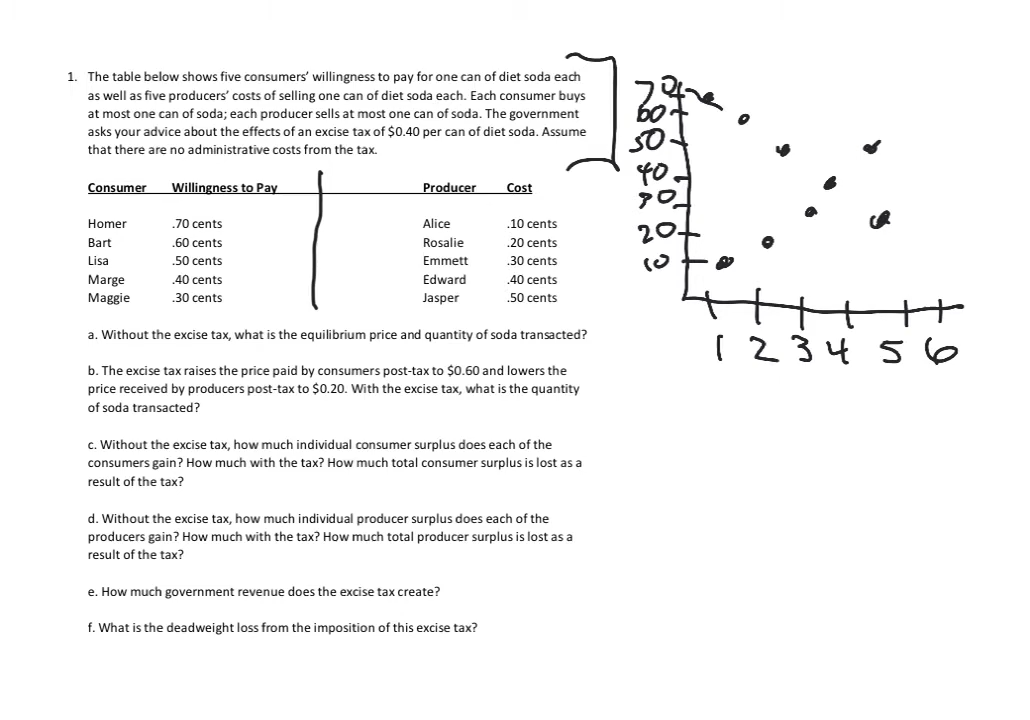 1. The table below shows five consumers' willingness to pay for one can of diet soda each
as well as five producers' costs of selling one can of diet soda each. Each consumer buys
at most one can of soda; each producer sells at most one can of soda. The government
asks your advice about the effects of an excise tax of $0.40 per can of diet soda. Assume
that there are no administrative costs from the tax.
Consumer Willingness to Pay Producer Cost
Homer .70 cents Alice .10 cents
Bart .60 cents Rosalie .20 cents
Lisa .50 cents Emmett .30 cents
Marge .40 cents Edward .40 cents
Maggie .30 cents Jasper .50 cents
a. Without the excise tax, what is the equilibrium price and quantity of soda transacted?
b. The excise tax raises the price paid by consumers post-tax to $0.60 and lowers the
price received by producers post-tax to $0.20. With the excise tax, what is the quantity
of soda transacted?
c. Without the excise tax, how much individual consumer surplus does each of the
consumers gain? How much with the tax? How much total consumer surplus is lost as a
result of the tax?
d. Without the excise tax, how much individual producer surplus does each of the
producers gain? How much with the tax? How much total producer surplus is lost as a
result of the tax?
e. How much government revenue does the excise tax create?
f. What is the deadweight loss from the imposition of this excise tax?
70
60
50
40
30
20
10
1 2 3 4 5 6